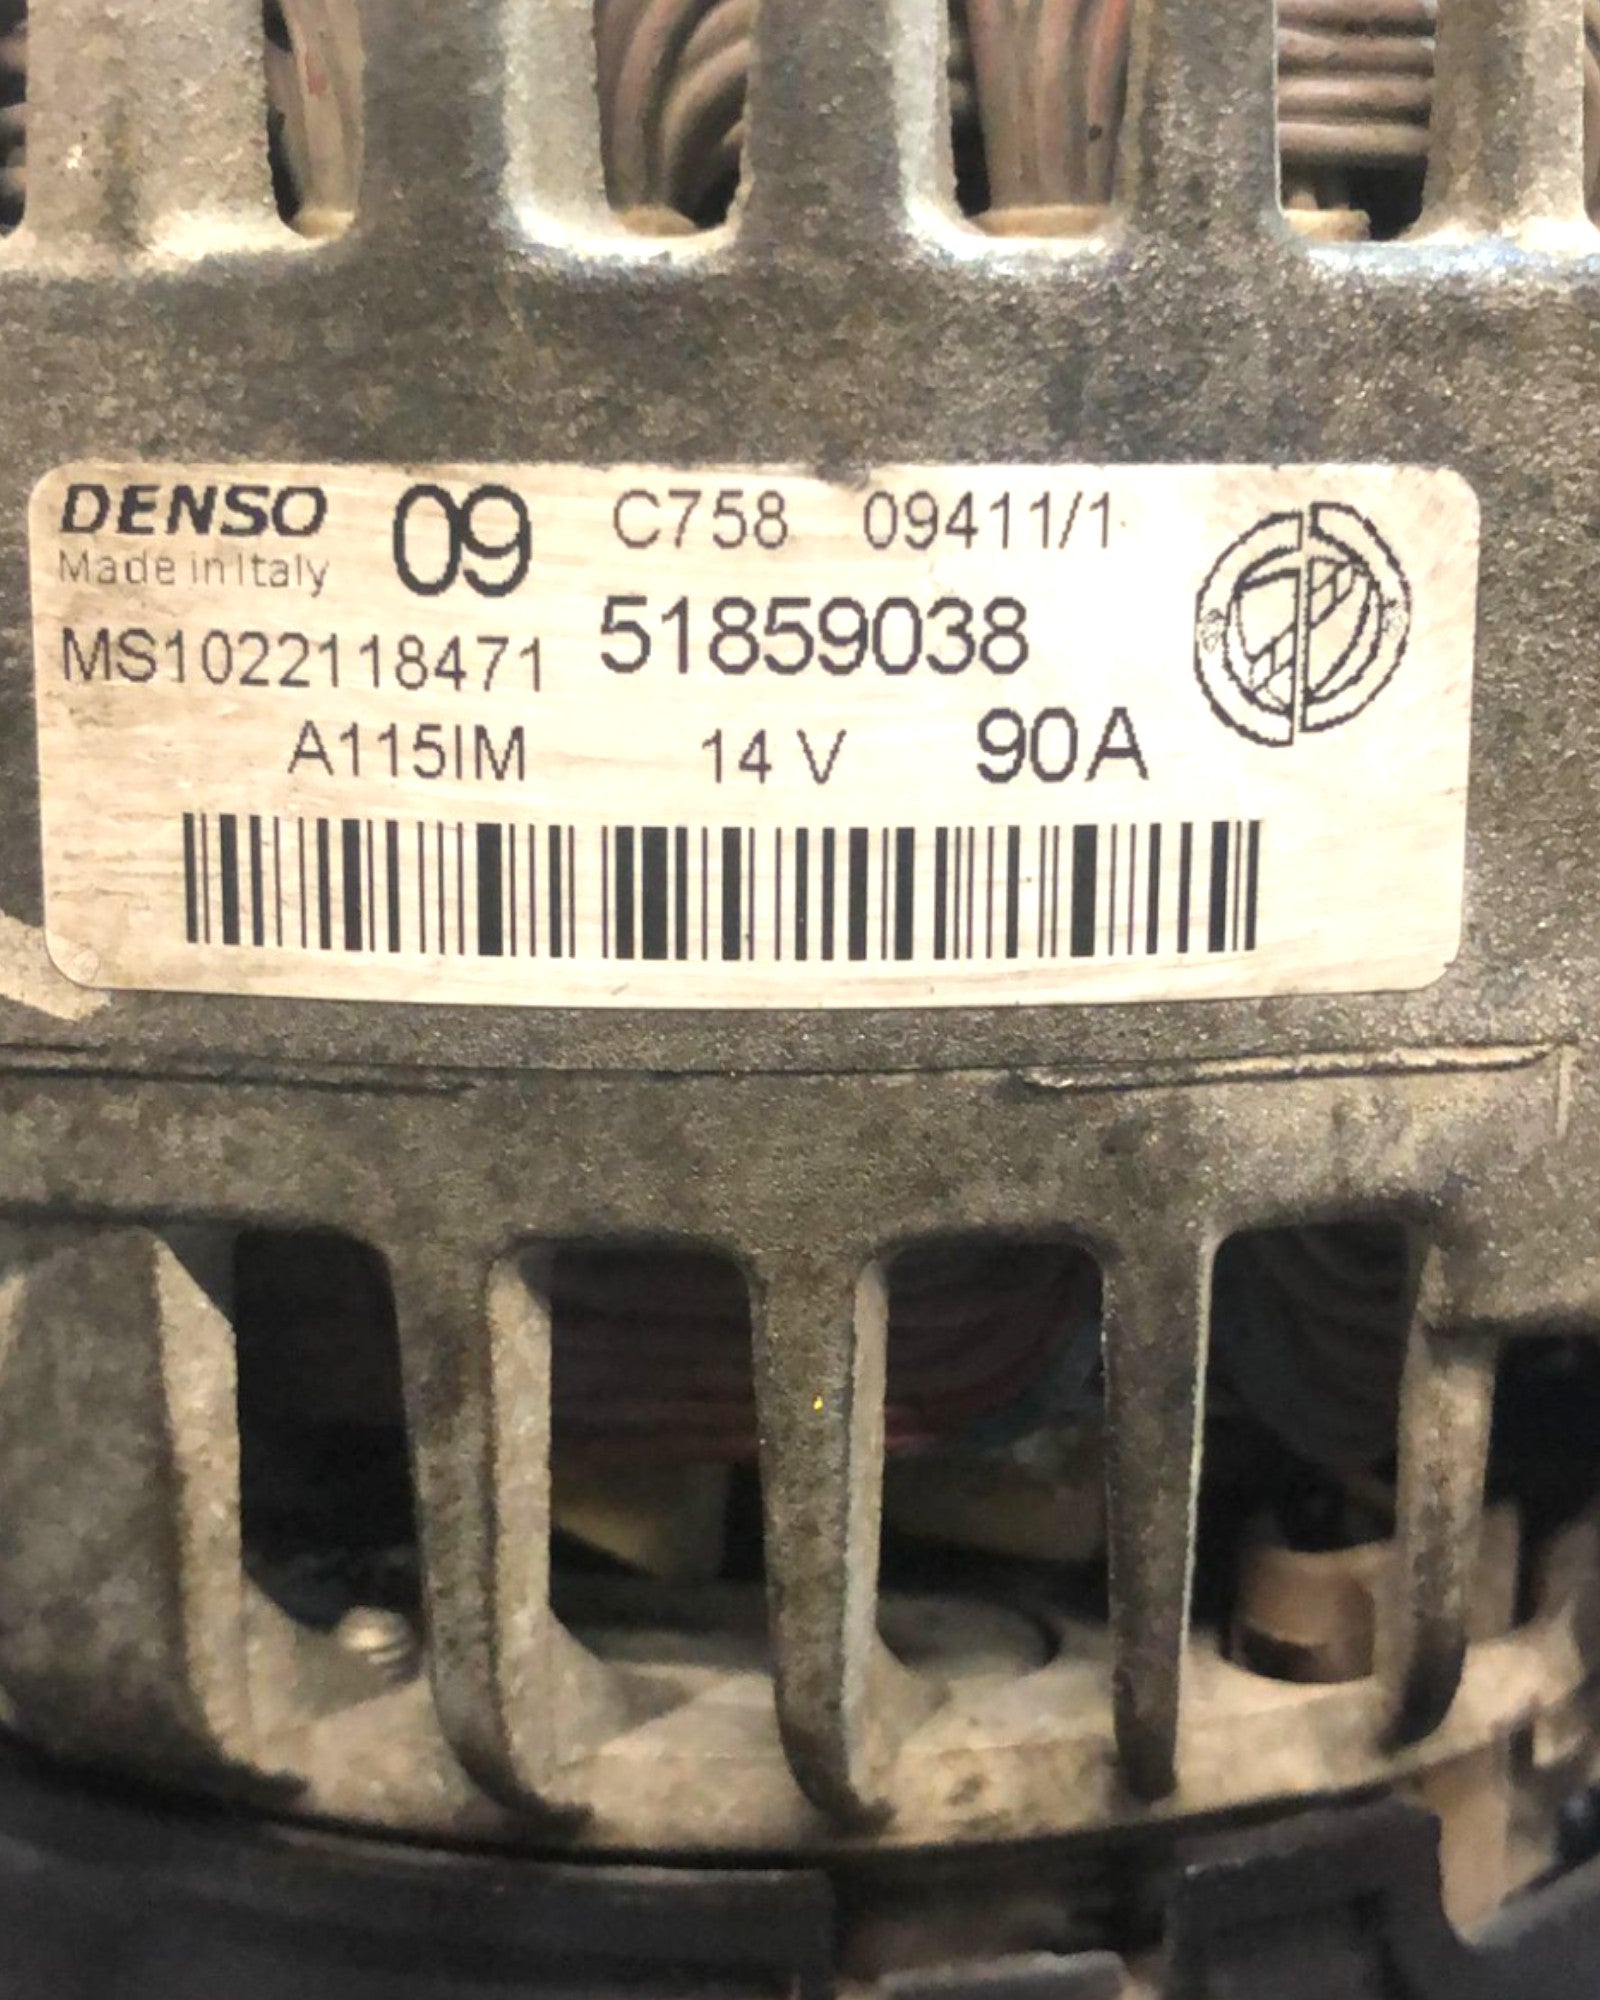 DENSO 09 C758 09411/1
Made in Italy
MS1022118471 51859038
A115IM 14 V 90A